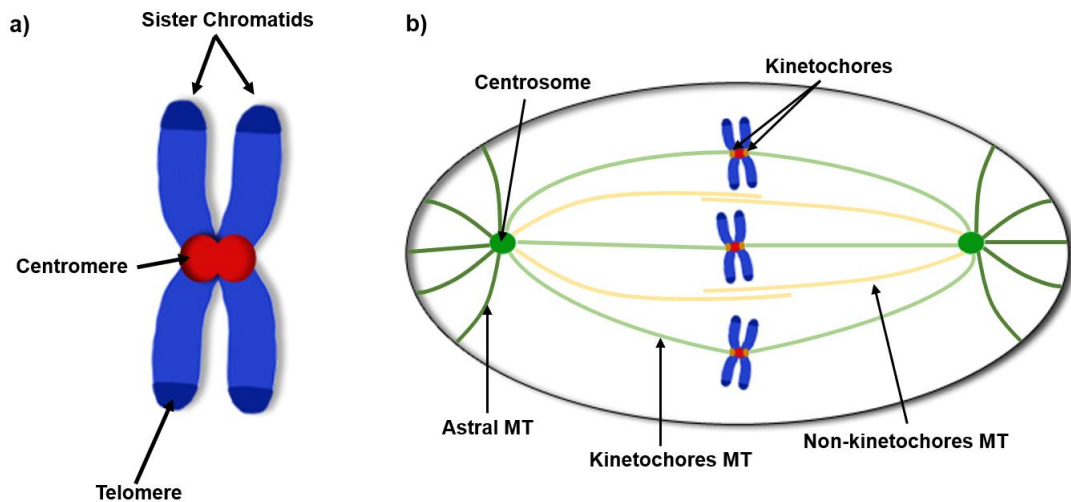 a)
Sister Chromatids
Centromere
Telomere
b)
Centrosome
Kinetochores
Astral MT
Kinetochores MT
Non-kinetochores MT